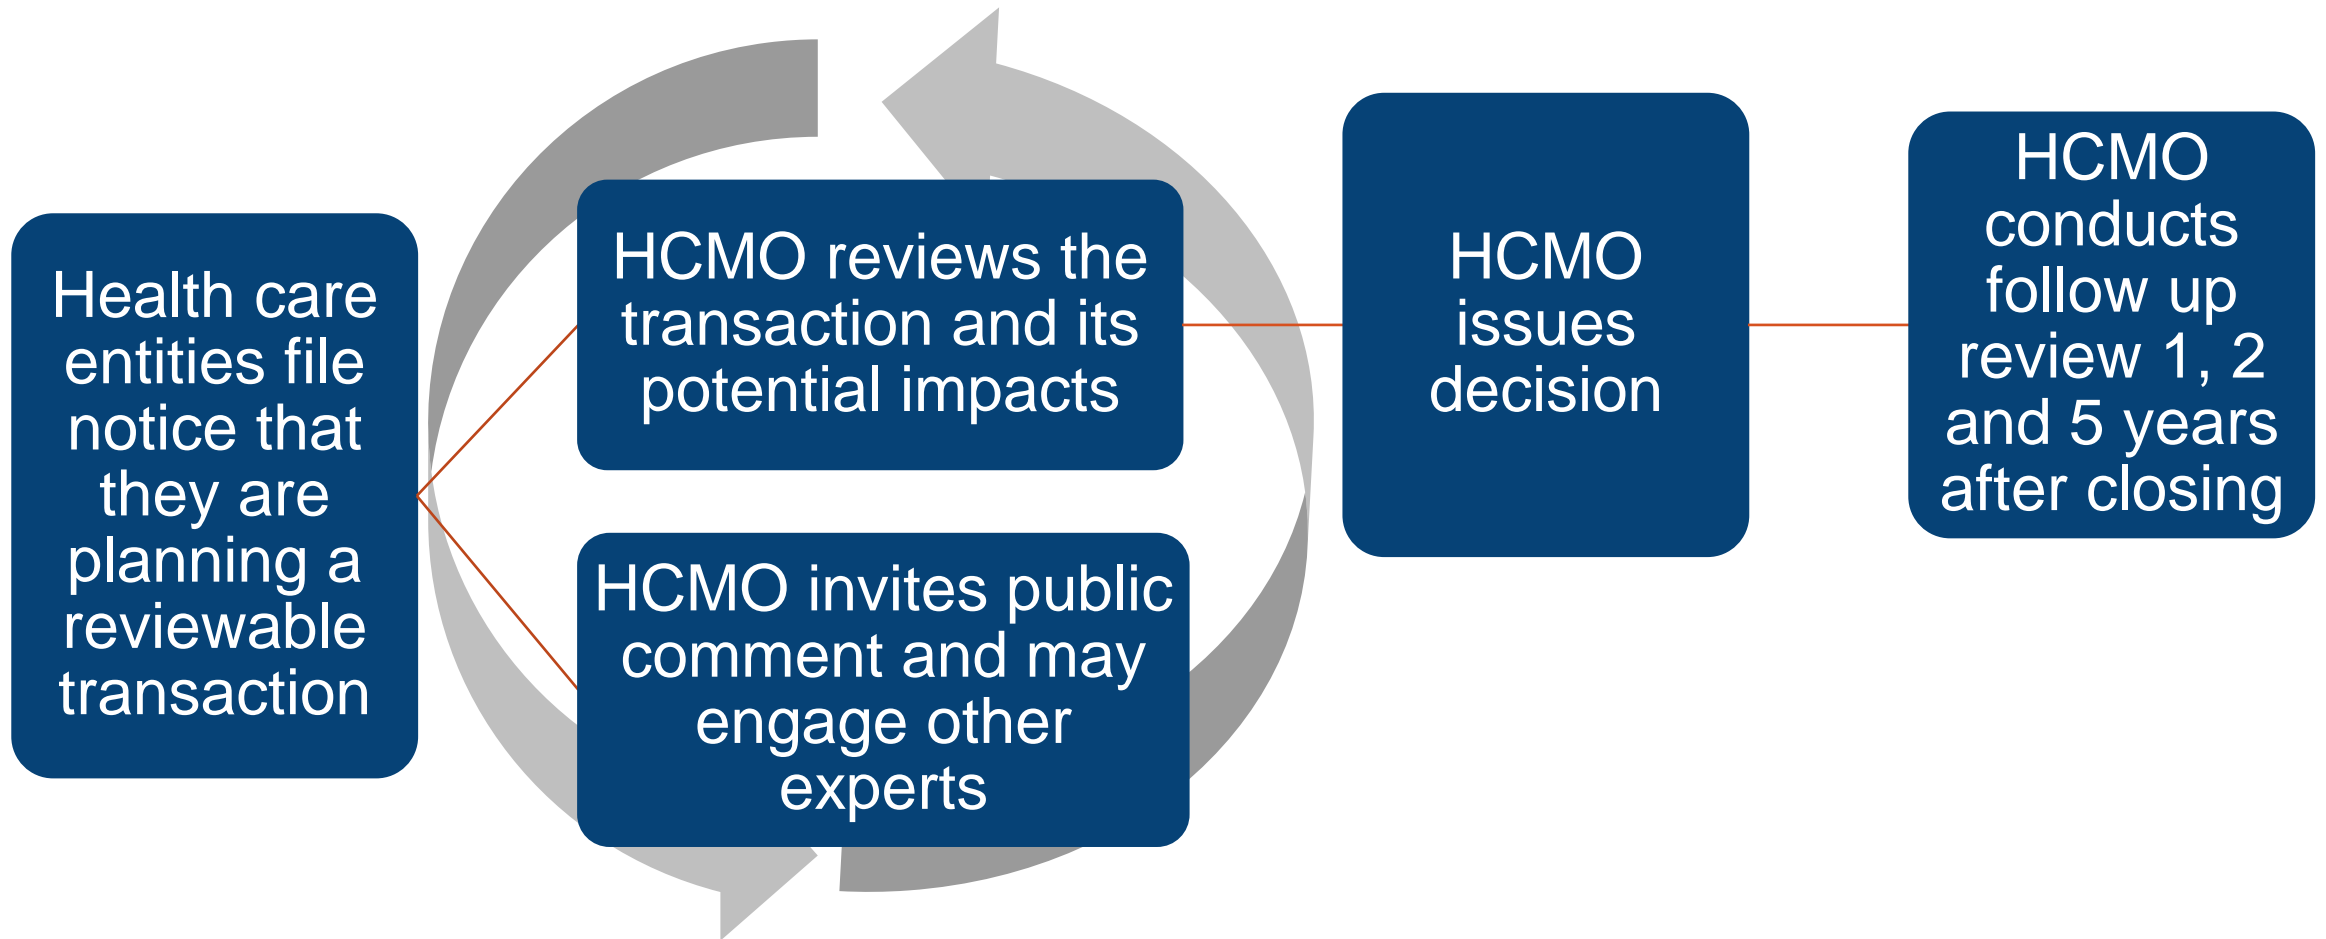 Health care
entities file
notice that
they are
planning a
reviewable
transaction
HCMO reviews the
transaction and its
potential impacts
HCMO invites public
comment and may
engage other
experts
HCMO
issues
decision
HCMO
conducts
follow up
review 1, 2
and 5 years
after closing